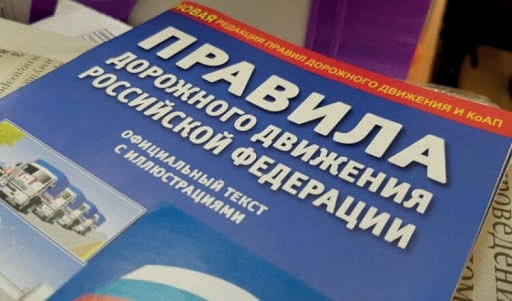 НОВАЯ РЕДАКЦИЯ ПРАВИЛ ДОРОЖНОГО ДВИЖЕНИЯ И КоАП
ПРАВИЛА
ДОРОЖНОГО ДВИЖЕНИЯ
РОССИЙСКОЙ ФЕДЕРАЦИИ
ОФИЦИАЛЬНЫЙ ТЕКСТ
С ИЛЛЮСТРАЦИЯМИ